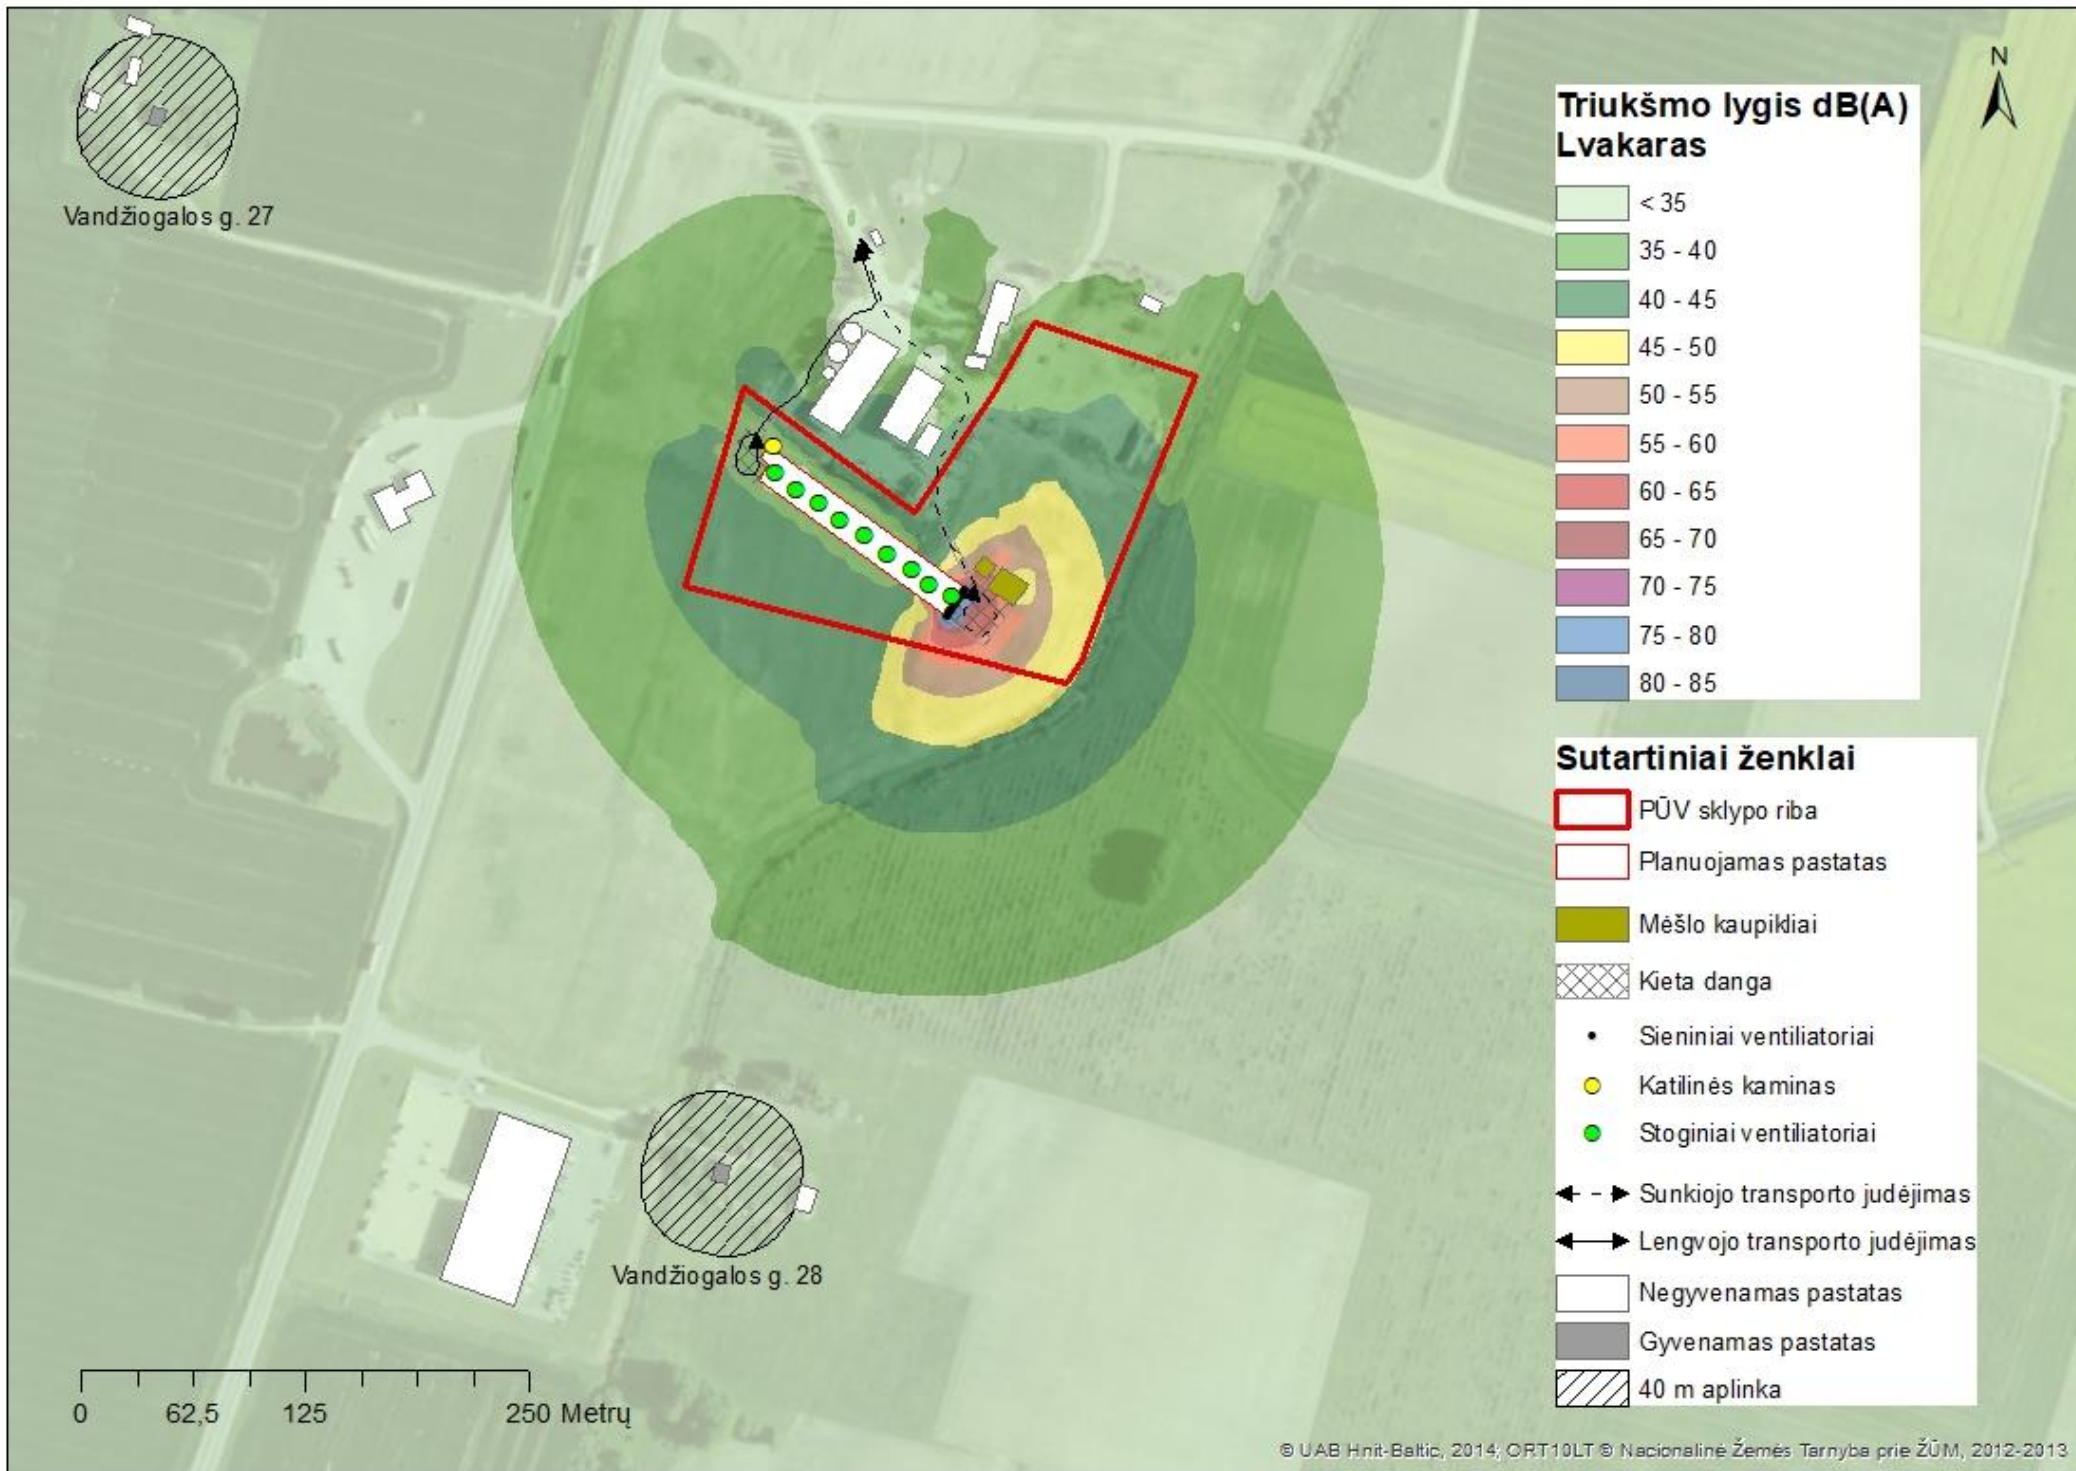 Vandžiogalos g. 27
N
Triukšmo lygis dB(A)
Lvakaras
< 35
35 - 40
40 - 45
45 - 50
50 - 55
55 - 60
60 - 65
65 - 70
70 - 75
75 - 80
80 - 85
Sutartiniai ženklai
PŪV sklypo riba
Planuojamas pastatas
Mėšlo kaupikliai
Kieta danga
Sieniniai ventiliatoriai
Katilinės kaminas
Stoginiai ventiliatoriai
Sunkiojo transporto judėjimas
Lengvojo transporto judėjimas
Negyvenamas pastatas
Gyvenamas pastatas
40 m aplinka
Vandžiogalos g. 28
0 62,5 125 250 Metrų
© UAB Hnit-Baltic, 2014; ORT10LT © Nacionalinė Žemės Tarnyba prie ŽŪM, 2012-2013